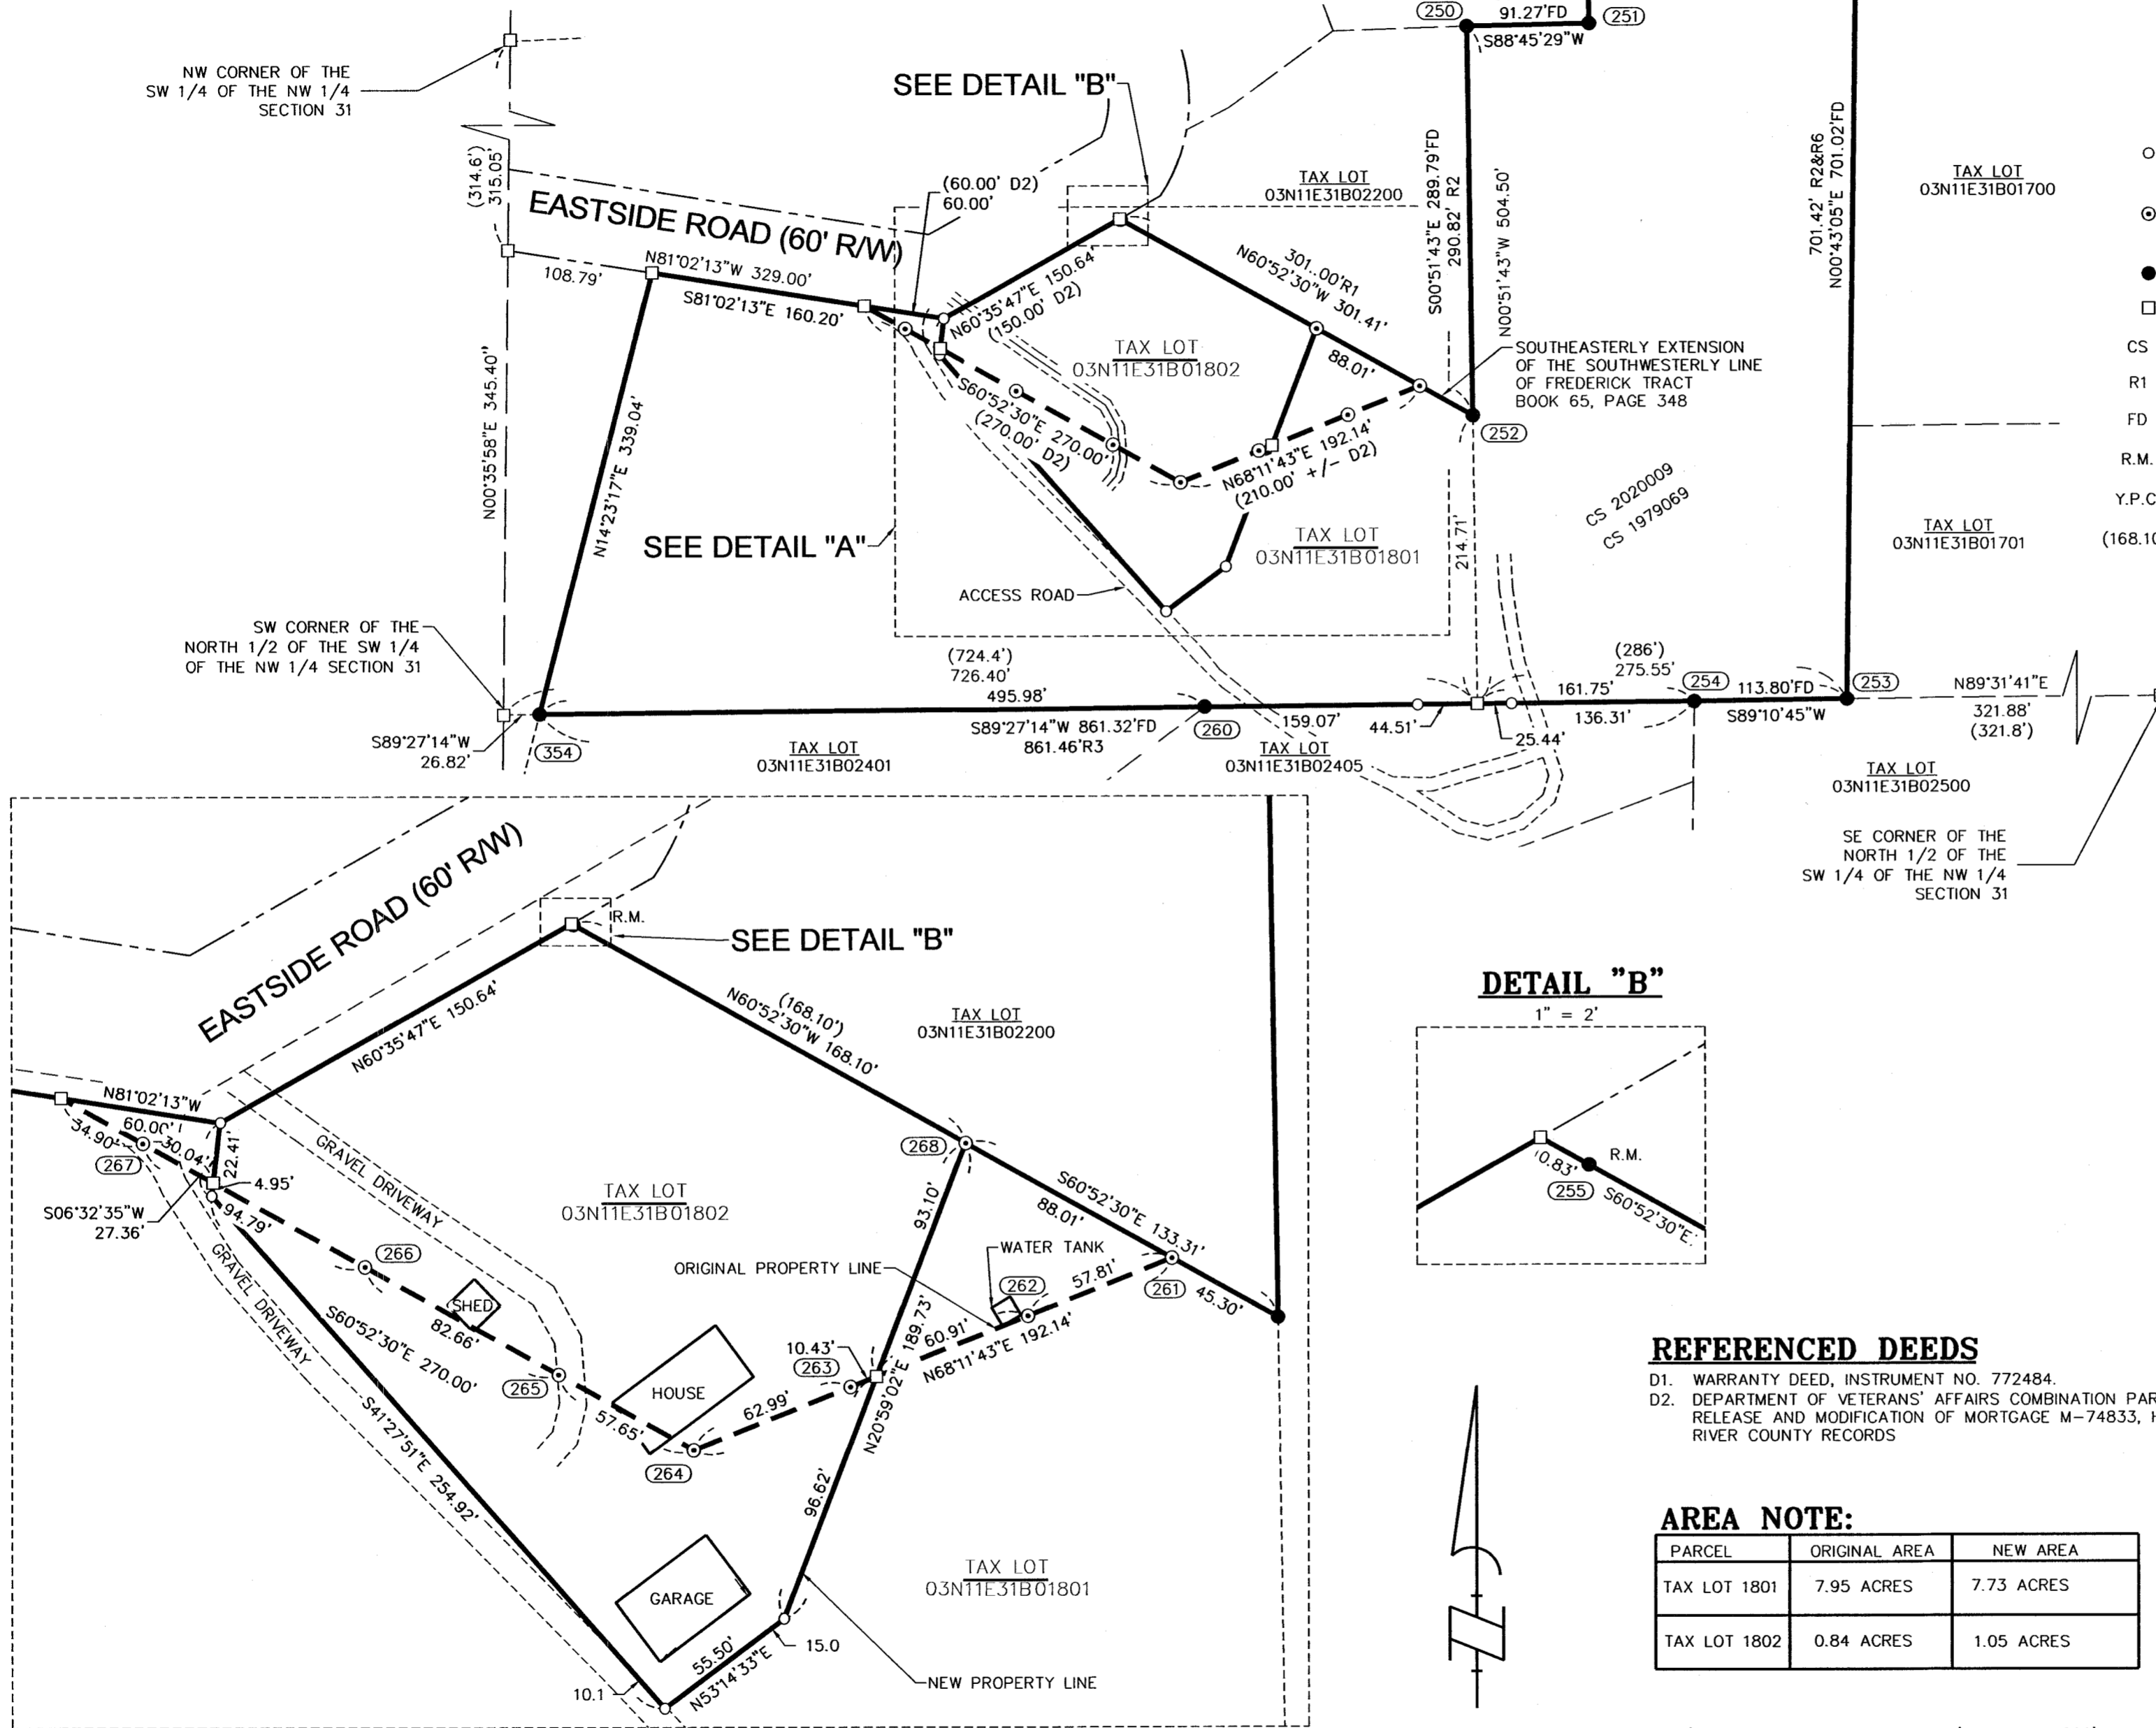 NW CORNER OF THE
SW 1/4 OF THE NW 1/4
SECTION 31
SEE DETAIL "B"
250
91.27'FD
251
S88°45'29"W
(314.6')
315.05'
EASTSIDE ROAD (60' R/W)
(60.00' D2)
60.00'
TAX LOT
03N11E31B02200
S00°51'43"E 289.79'FD
290.82' R2
N00°51'43"W 504.50'
701.42' R2&R6
N00°43'05"E 701.02'FD
TAX LOT
03N11E31B01700
108.79'
N81°02'13"W 329.00'
S81°02'13"E 160.20'
N60°35'47"E 150.64'
(150.00' D2)
301..00'R1
N60°52'30"W 301.41'
88.01'
TAX LOT
03N11E31B01802
SOUTHEASTERLY EXTENSION
OF THE SOUTHWESTERLY LINE
OF FREDERICK TRACT
BOOK 65, PAGE 348
CS
R1
FD
R.M.
Y.P.C
(168.10
N00°35'58"E 345.40"
N14°23'17"E 339.04'
S60°52'30"E 270.00'
(270.00' D2)
N68°11'43"E 192.14'
(210.00' +/- D2)
252
CS 2020009
CS 1979069
SEE DETAIL "A"
TAX LOT
03N11E31B01801
214.71'
TAX LOT
03N11E31B01701
ACCESS ROAD
SW CORNER OF THE
NORTH 1/2 OF THE SW 1/4
OF THE NW 1/4 SECTION 31
(724.4')
726.40'
495.98'
(286')
275.55'
161.75'
254
113.80'FD
253
N89°31'41"E
321.88'
(321.8')
S89°27'14"W
26.82'
354
S89°27'14"W 861.32'FD
861.46'R3
260
159.07'
44.51'
25.44'
136.31'
S89°10'45"W
TAX LOT
03N11E31B02401
TAX LOT
03N11E31B02405
TAX LOT
03N11E31B02500
SE CORNER OF THE
NORTH 1/2 OF THE
SW 1/4 OF THE NW 1/4
SECTION 31
EASTSIDE ROAD (60' R/W)
R.M.
SEE DETAIL "B"
N60°35'47"E 150.64'
(168.10')
N60°52'30"W 168.10'
TAX LOT
03N11E31B02200
N81°02'13"W
60.00'
34.90'
30.04'
267
22.41'
4.95'
S06°32'35"W
27.36'
94.79'
GRAVEL DRIVEWAY
GRAVEL DRIVEWAY
268
TAX LOT
03N11E31B01802
93.10'
S60°52'30"E 133.31'
88.01'
WATER TANK
ORIGINAL PROPERTY LINE
262
57.81'
261
45.30'
266
SHED
82.66'
S60°52'30"E 270.00'
265
57.65'
HOUSE
264
62.99'
10.43'
263
60.91'
N68°11'43"E 192.14'
N20°59'02"E 189.73'
96.62'
S41°27'51"E 254.92'
GARAGE
TAX LOT
03N11E31B01801
15.0
55.50'
N53°14'33"E
10.1
NEW PROPERTY LINE
DETAIL "B"
1" = 2'
0.83'
R.M.
255
S60°52'30"E
REFERENCED DEEDS
D1. WARRANTY DEED, INSTRUMENT NO. 772484.
D2. DEPARTMENT OF VETERANS' AFFAIRS COMBINATION PAR
RELEASE AND MODIFICATION OF MORTGAGE M-74833, H
RIVER COUNTY RECORDS
AREA NOTE:
PARCEL ORIGINAL AREA NEW AREA
TAX LOT 1801 7.95 ACRES 7.73 ACRES
TAX LOT 1802 0.84 ACRES 1.05 ACRES